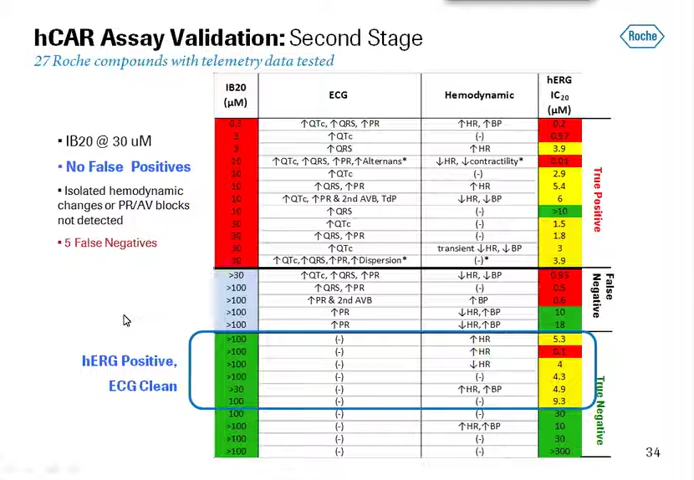 hCAR Assay Validation: Second Stage
Roche
27 Roche compounds with telemetry data tested
IB20 (µM) ECG Hemodynamic hERG IC20 (µM)
▪ IB20 @ 30 uM
▪ No False Positives
▪ Isolated hemodynamic
changes or PR/AV blocks
not detected
▪ 5 False Negatives
hERG Positive,
ECG Clean
0.3 ↑QTc, ↑QRS, ↑PR ↑HR, ↑BP 0.2
3 ↑QTc (-) 0.57
3 ↑QRS ↑HR 3.9
10 ↑QTc, ↑QRS, ↑PR,↑Alternans* ↓HR, ↓contractility* 0.01
10 ↑QTc (-) 2.9
10 ↑QRS, ↑PR ↑HR 5.4
10 ↑QTc, ↑PR & 2nd AVB, TdP ↓HR, ↓BP 6
10 ↑QRS (-) >10
30 ↑QTc (-) 1.5
30 ↑QRS, ↑PR (-) 1.8
30 ↑QTc transient ↓HR, ↓BP 3
30 ↑QTc,↑QRS,↑PR,↑Dispersion* (-)* 3.9
True Positive
>30 ↑QTc, ↑QRS, ↑PR ↓HR, ↓BP 0.95
>100 ↑QRS, ↑PR (-) 0.5
>100 ↑PR & 2nd AVB ↑BP 0.6
>100 ↑PR ↓HR,↑BP 10
>100 ↑PR ↓HR,↑BP 18
False Negative
>100 (-) ↑HR 5.3
>100 (-) ↑HR 0.1
>100 (-) ↓HR 4
>100 (-) (-) 4.3
>30 (-) ↑HR, ↑BP 4.9
100 (-) (-) 9.3
100 (-) (-) 30
>100 (-) ↑HR,↑BP 10
>100 (-) (-) 30
>100 (-) (-) >300
True Negative
34